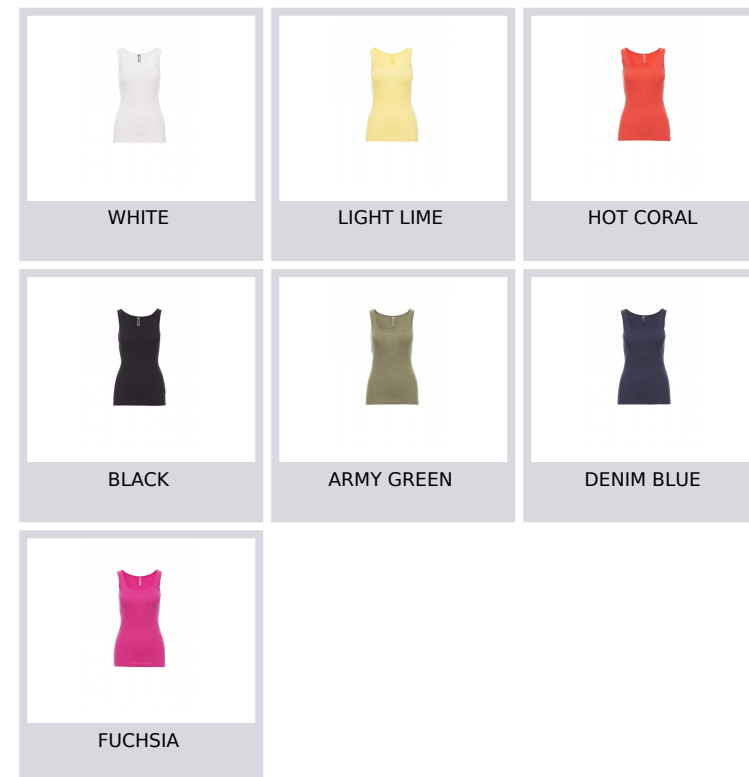 WHITE
LIGHT LIME
HOT CORAL
BLACK
ARMY GREEN
DENIM BLUE
FUCHSIA